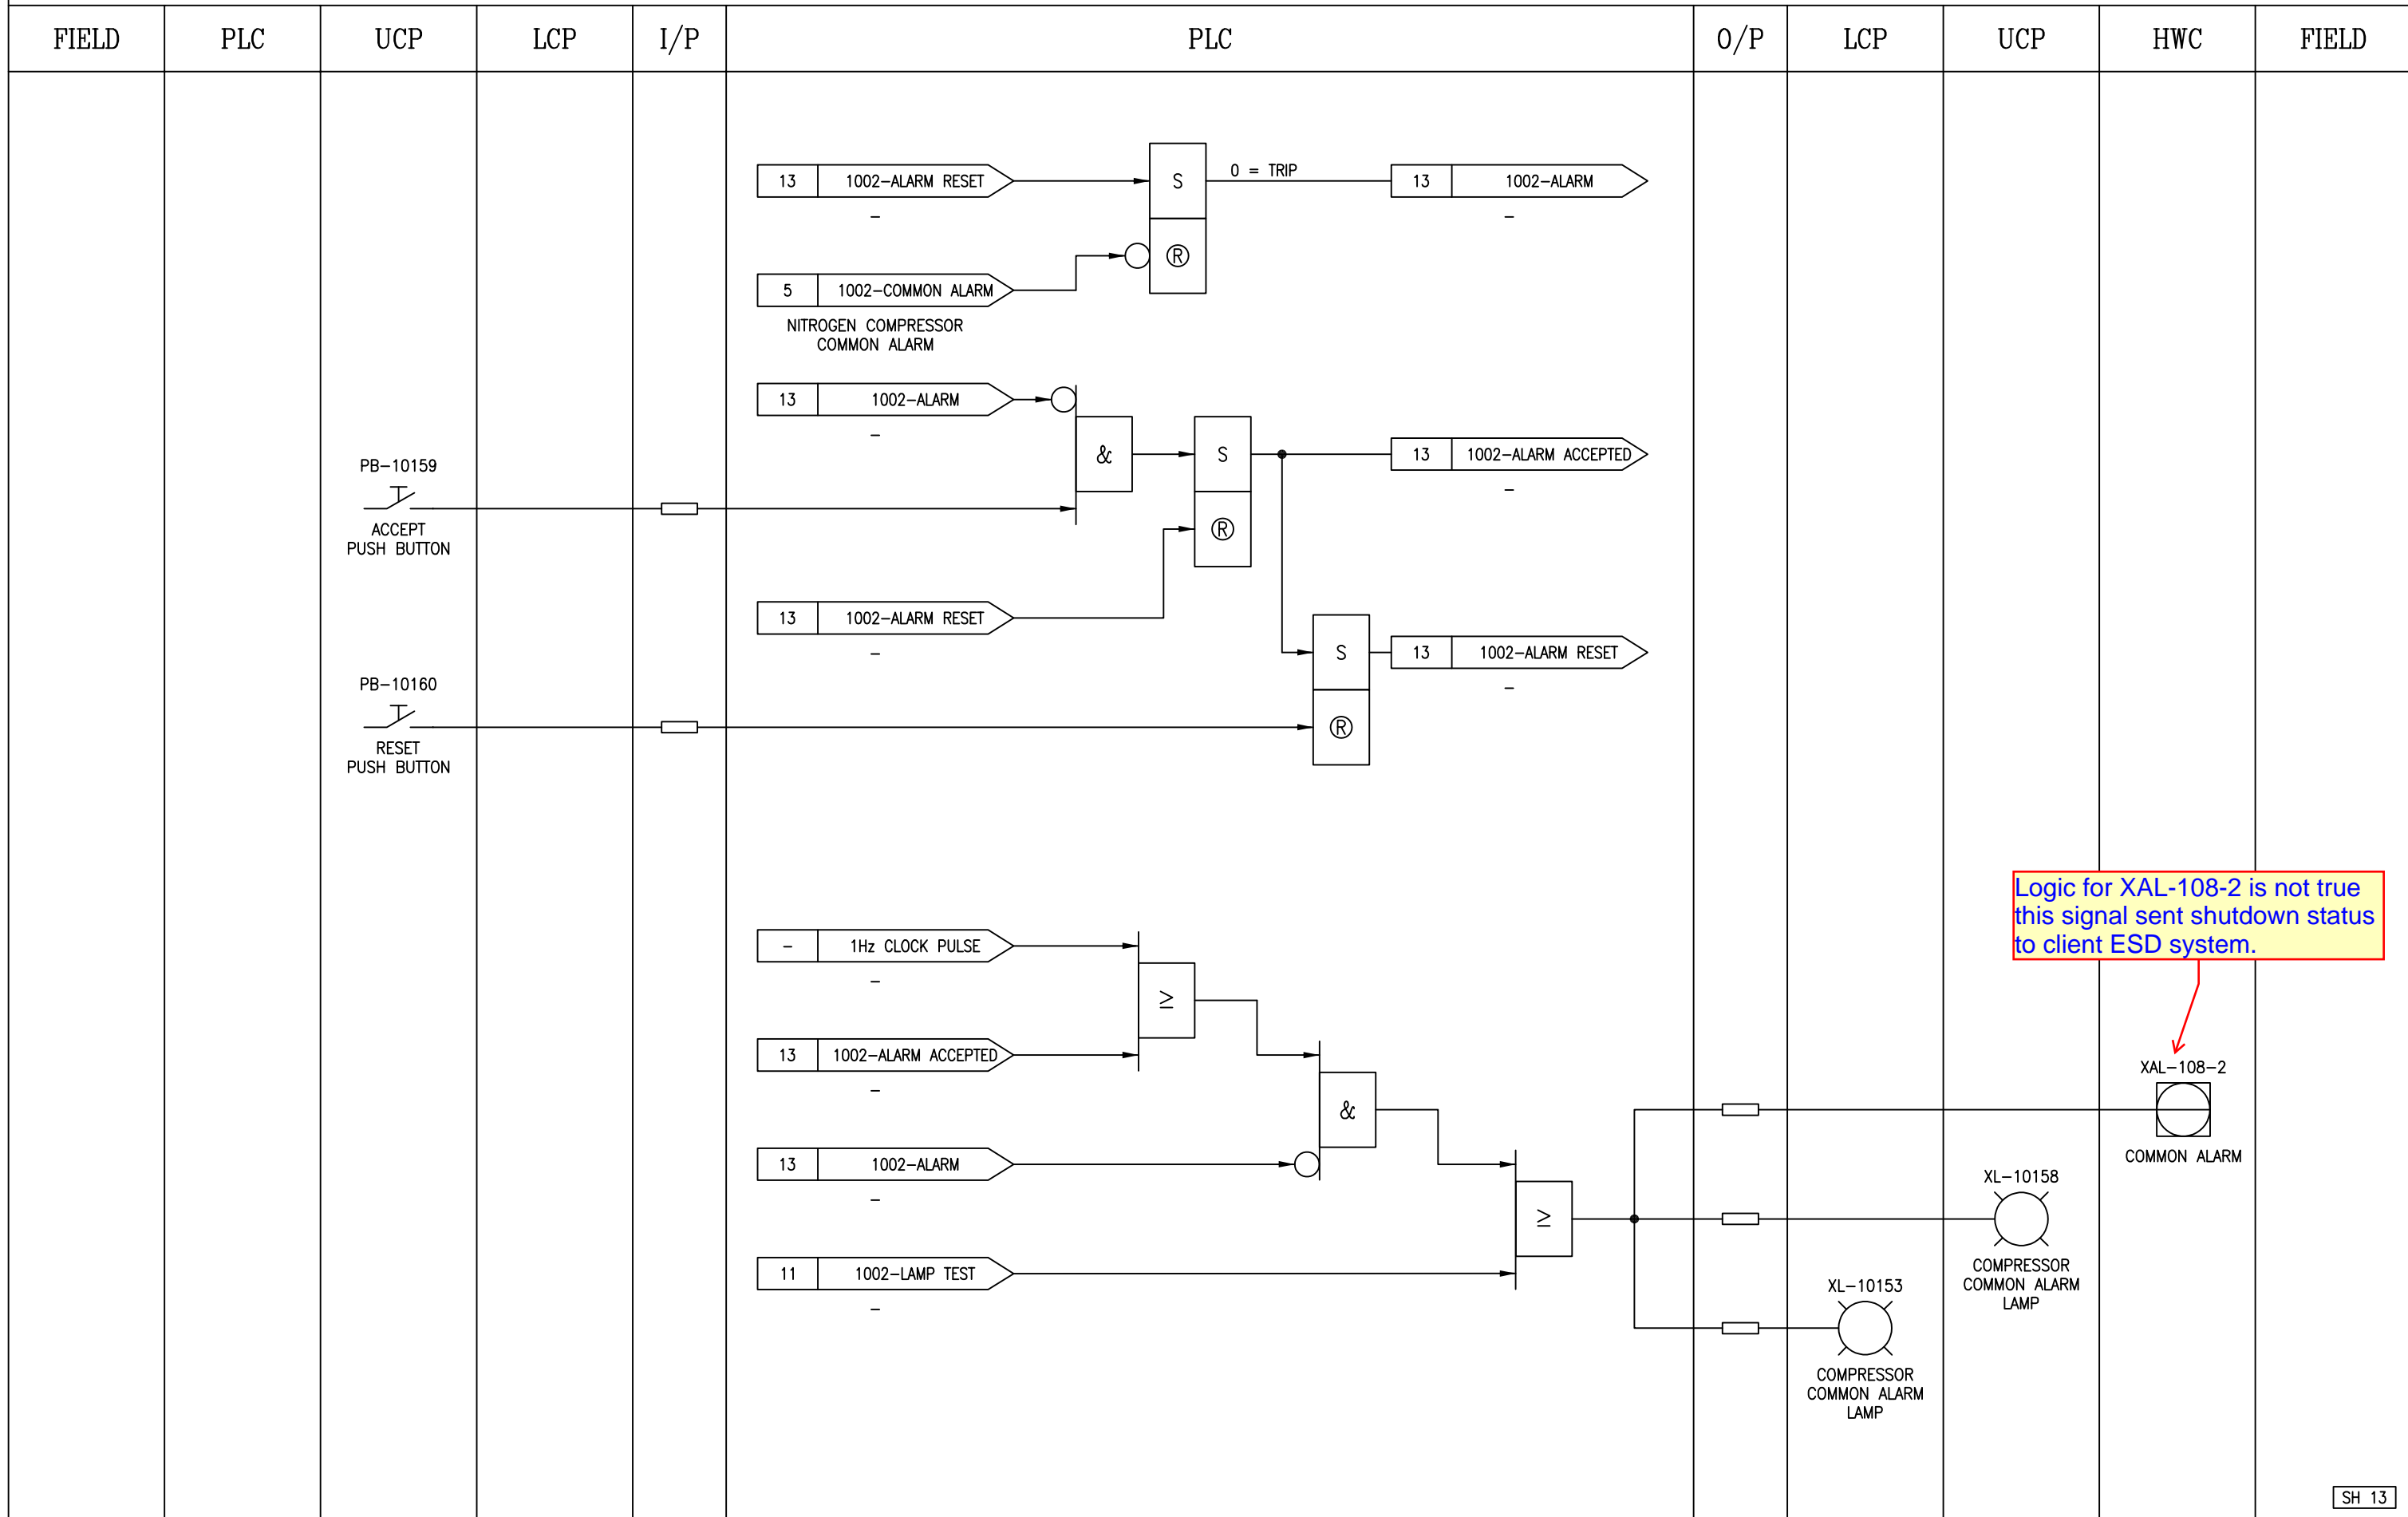 FIELD PLC UCP LCP I/P PLC O/P LCP UCP HWC FIELD
13 1002-ALARM RESET
-
S
Ⓡ
0 = TRIP
13 1002-ALARM
-
5 1002-COMMON ALARM
NITROGEN COMPRESSOR
COMMON ALARM
13 1002-ALARM
-
&
S
Ⓡ
13 1002-ALARM ACCEPTED
-
PB-10159
ACCEPT
PUSH BUTTON
13 1002-ALARM RESET
-
S
Ⓡ
13 1002-ALARM RESET
-
PB-10160
RESET
PUSH BUTTON
Logic for XAL-108-2 is not true
this signal sent shutdown status
to client ESD system.
- 1Hz CLOCK PULSE
-
≥
13 1002-ALARM ACCEPTED
-
&
13 1002-ALARM
-
≥
11 1002-LAMP TEST
-
XAL-108-2
COMMON ALARM
XL-10158
COMPRESSOR
COMMON ALARM
LAMP
XL-10153
COMPRESSOR
COMMON ALARM
LAMP
SH 13